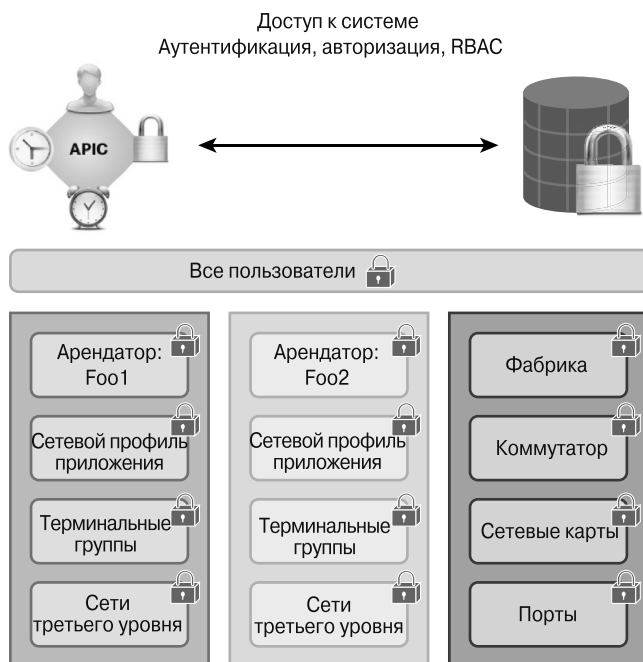 Доступ к системе
Аутентификация, авторизация, RBAC
APIC
Все пользователи
Арендатор:
Foo1
Сетевой профиль
приложения
Терминальные
группы
Сети
третьего уровня
Арендатор:
Foo2
Сетевой профиль
приложения
Терминальные
группы
Сети
третьего уровня
Фабрика
Коммутатор
Сетевые карты
Порты